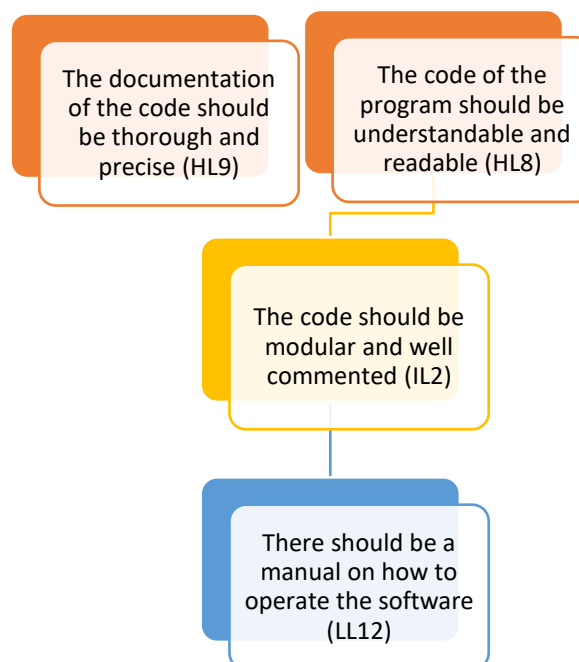 The documentation
of the code should
be thorough and
precise (HL9)
The code of the
program should be
understandable and
readable (HL8)
The code should be
modular and well
commented (IL2)
There should be a
manual on how to
operate the software
(LL12)